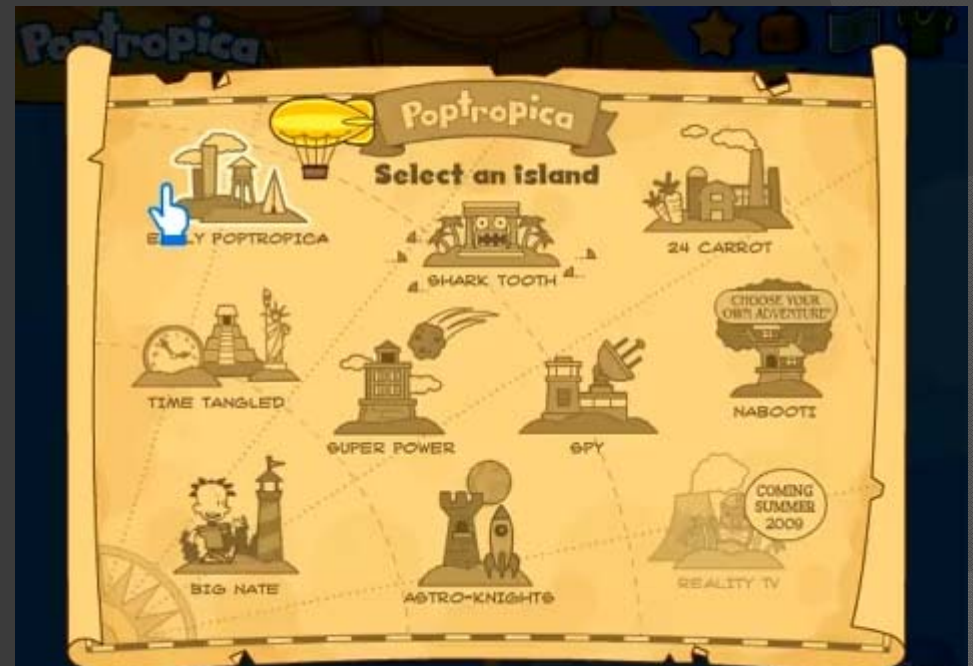 Poptropica
Poptropica
Select an island
EARLY POPTROPICA
SHARK TOOTH
24 CARROT
TIME TANGLED
SUPER POWER
SPY
CHOOSE YOUR
OWN ADVENTURE®
NABOOTI
BIG NATE
ASTRO-KNIGHTS
COMING
SUMMER
2009
REALITY TV